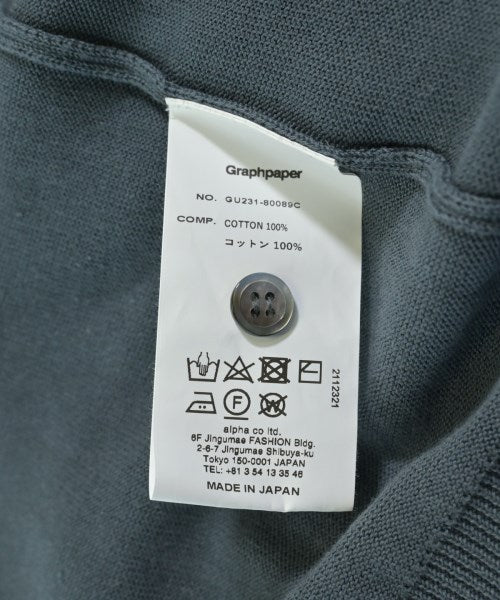 Graphpaper
NO. GU231-80089C
COMP. COTTON 100%
コットン 100%
2112321
F W
alpha co ltd.
6F Jingumae FASHION Bldg.
2-6-7 Jingumae Shibuya-ku
Tokyo 150-0001 JAPAN
TEL: +81 3 54 13 35 46
MADE IN JAPAN